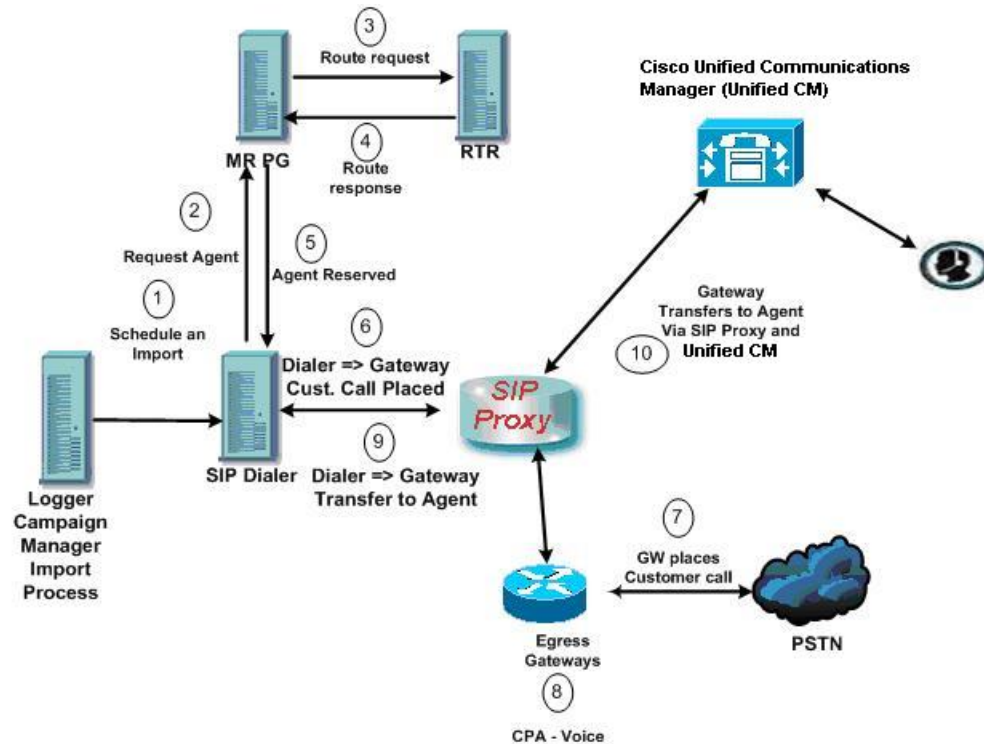 3
Route request
Cisco Unified Communications
Manager (Unified CM)
MR PG
4
Route
response
RTR
2
Request Agent
5
Agent Reserved
1
Schedule an
Import
6
Dialer => Gateway
Cust. Call Placed
Gateway
Transfers to Agent
Via SIP Proxy and
10
Unified CM
SIP
Proxy
9
Dialer => Gateway
Transfer to Agent
SIP Dialer
Logger
Campaign
Manager
Import
Process
7
GW places
Customer call
Egress
Gateways
PSTN
8
CPA - Voice